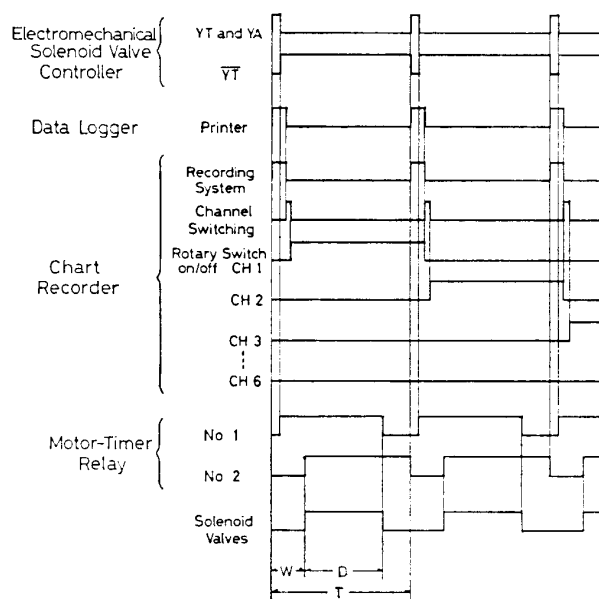 Electromechanical
Solenoid Valve
Controller
YT and YA
YT
Data Logger
Printer
Chart
Recorder
Recording
System
Channel
Switching
Rotary Switch
on/off CH 1
CH 2
CH 3
CH 6
Motor-Timer
Relay
No 1
No 2
Solenoid
Valves
W
D
T